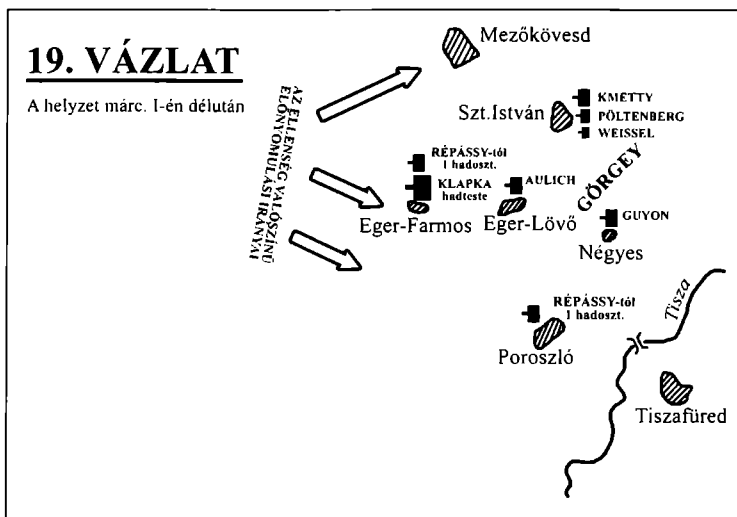 19. VÁZLAT
A helyzet márc. I-én délután
AZ ELLENSÉG VALÓSZÍNŰ
ELŐNYOMULÁSI IRÁNYAI
Mezőkövesd
Szt.István
KMETTY
PÖLTENBERG
WEISSEL
GÖRGEY
RÉPÁSSY-tól
1 hadoszt.
KLAPKA
hadteste
Eger-Farmos
AULICH
Eger-Lövő
GUYON
Négyes
RÉPÁSSY-tól
1 hadoszt.
Poroszló
Tisza
Tiszafüred